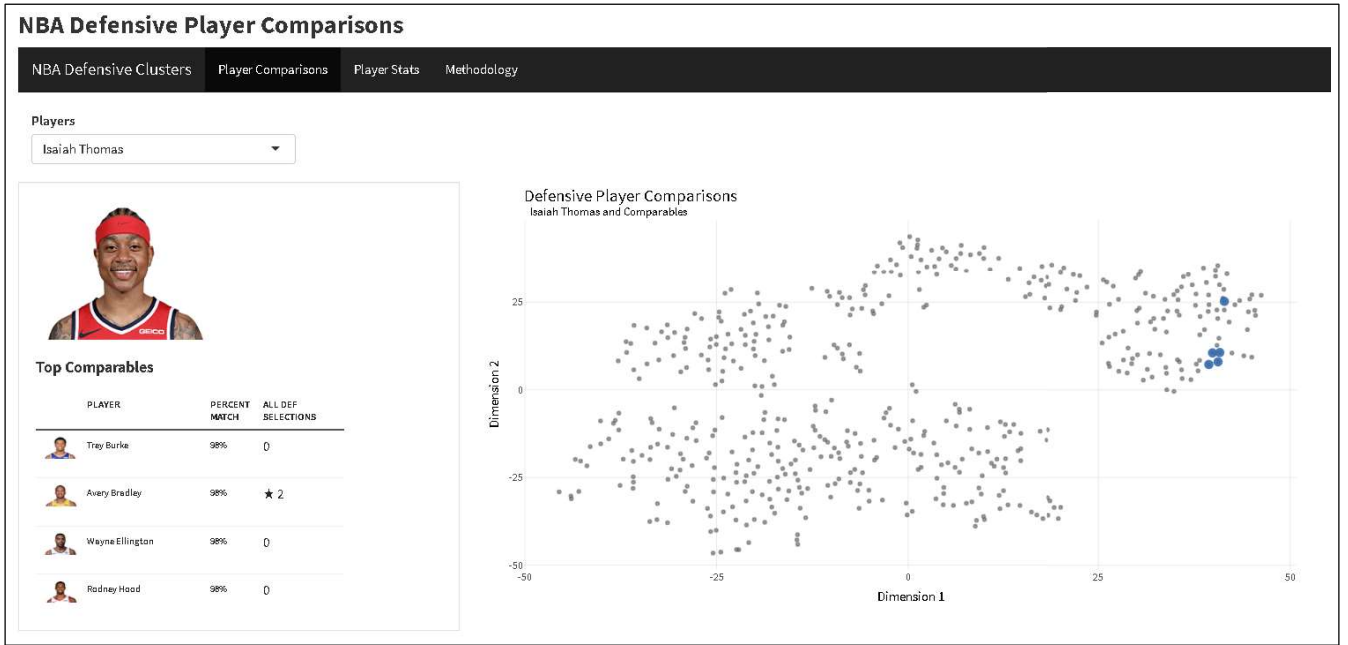 NBA Defensive Player Comparisons
NBA Defensive Clusters Player Comparisons Player Stats Methodology
Players
Isaiah Thomas
GEICO
Top Comparables
PLAYER PERCENT MATCH ALL DEF SELECTIONS
Trey Burke 98% 0
Avery Bradley 98% ★ 2
Wayne Ellington 98% 0
Rodney Hood 98% 0
Defensive Player Comparisons
Isaiah Thomas and Comparables
Dimension 2
25
0
-25
-50
-50 -25 0 25 50
Dimension 1